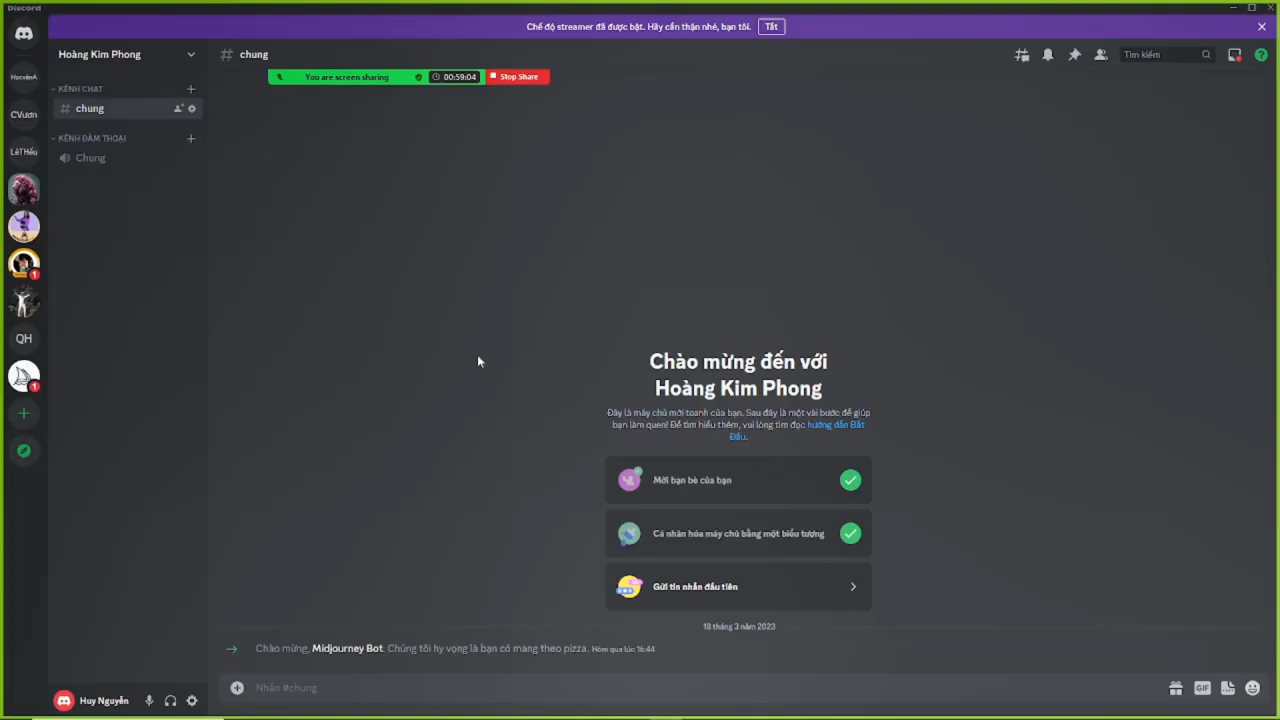 Discord
Chế độ streamer đã được bật. Hãy cẩn thận nhé, bạn tôi. Tắt
Hoàng Kim Phong
chung
Tìm kiếm
You are screen sharing 00:59:04 Stop Share
KÊNH CHAT
chung
KÊNH ĐÀM THOẠI
Chung
CVươn
LêTHếu
1
QH
1
Chào mừng đến với
Hoàng Kim Phong
Đây là máy chủ mới toanh của bạn. Sau đây là một vài bước để giúp
bạn làm quen! Để tìm hiểu thêm, vui lòng tìm đọc hướng dẫn Bắt
Đầu.
Mời bạn bè của bạn
Cá nhân hóa máy chủ bằng một biểu tượng
Gửi tin nhắn đầu tiên
18 tháng 3 năm 2023
Chào mừng, Midjourney Bot. Chúng tôi hy vọng là bạn có mang theo pizza. Hôm qua lúc 16:44
Nhắn #chung
GIF
Huy Nguyễn